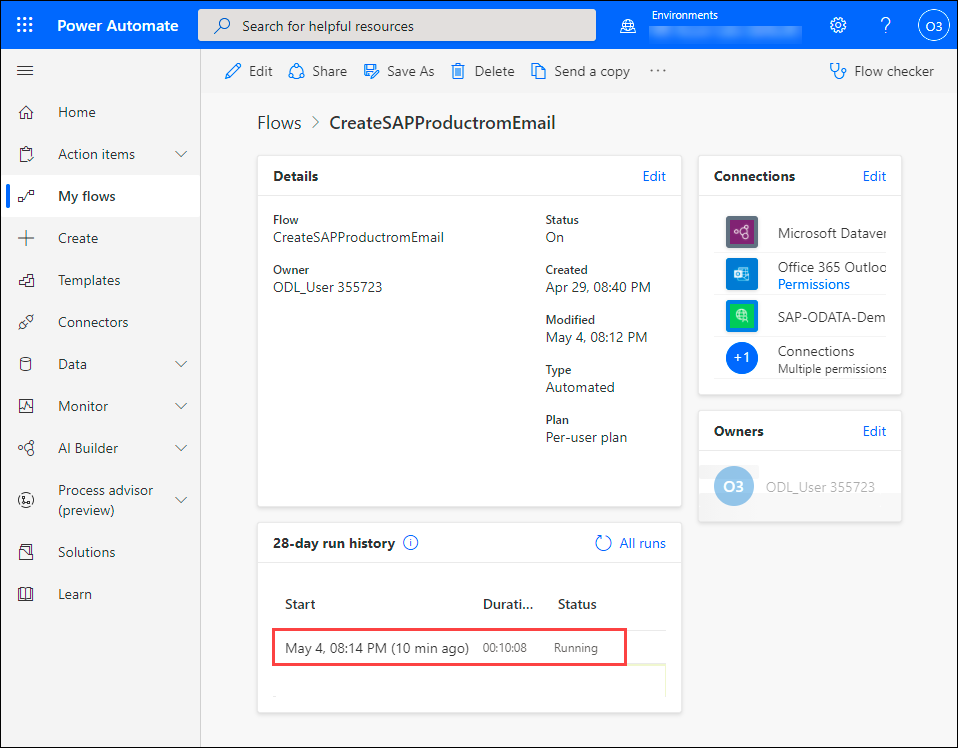 Power Automate
Search for helpful resources
Environments
O3
Edit
Share
Save As
Delete
Send a copy
···
Flow checker
Home
Action items
My flows
Create
Templates
Connectors
Data
Monitor
AI Builder
Process advisor
(preview)
Solutions
Learn
Flows > CreateSAPProductromEmail
Details
Edit
Flow
CreateSAPProductromEmail
Owner
ODL_User 355723
Status
On
Created
Apr 29, 08:40 PM
Modified
May 4, 08:12 PM
Type
Automated
Plan
Per-user plan
Connections
Edit
Microsoft Dataver
Office 365 Outloo
Permissions
SAP-ODATA-Dem
+1
Connections
Multiple permissions
Owners
Edit
O3
ODL_User 355723
28-day run history
All runs
Start
Durati...
Status
May 4, 08:14 PM (10 min ago)
00:10:08
Running